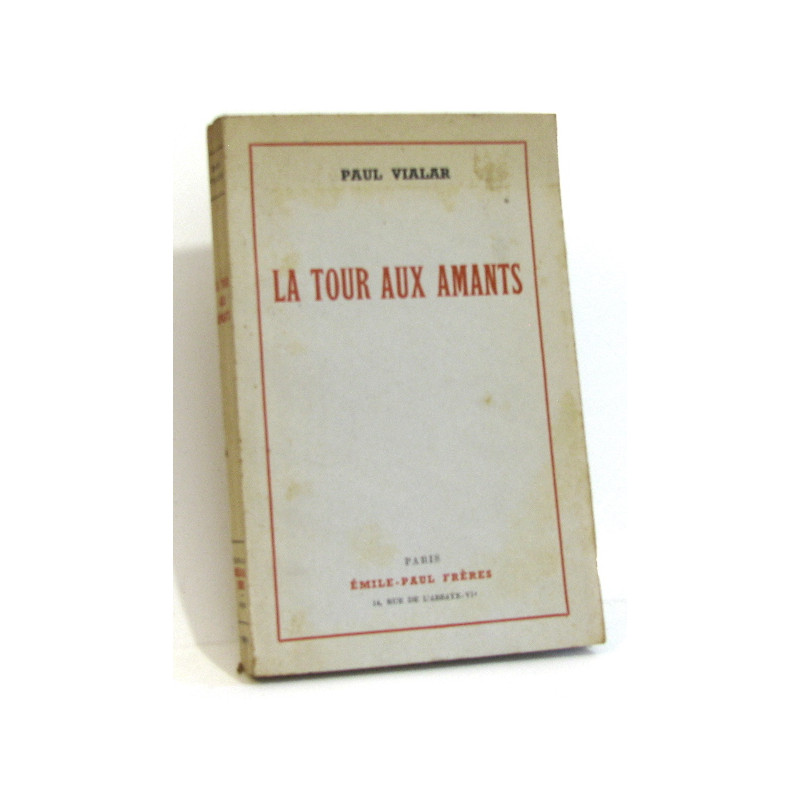 PAUL VIALAR
LA TOUR AUX AMANTS
PARIS
ÉMILE-PAUL FRÈRES
14, RUE DE L'ABBAYE-VIe